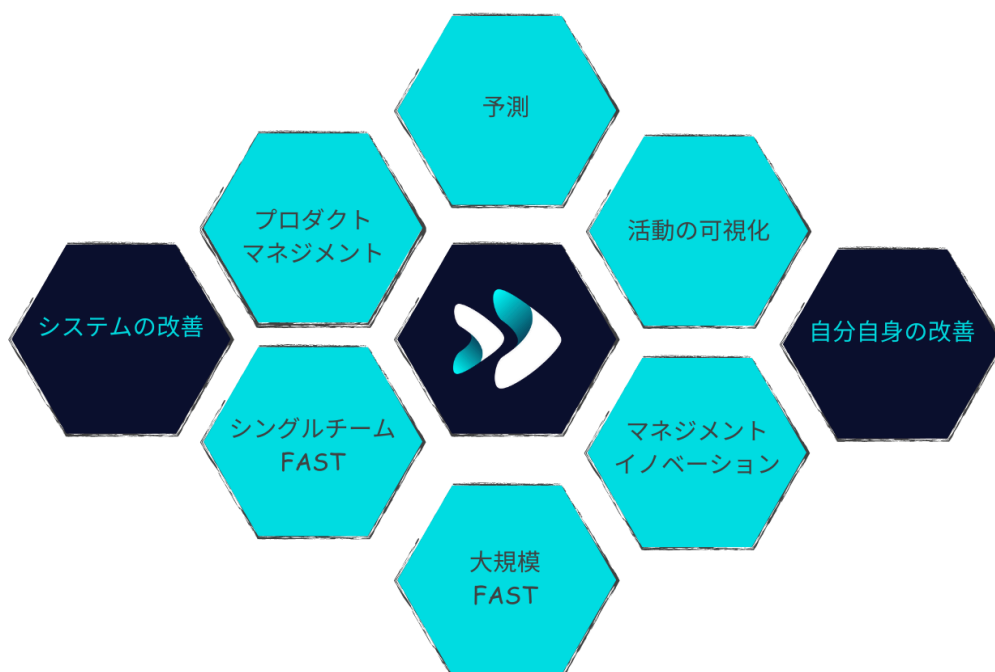 予測
プロダクト
マネジメント
活動の可視化
システムの改善
自分自身の改善
シングルチーム
FAST
マネジメント
イノベーション
大規模
FAST